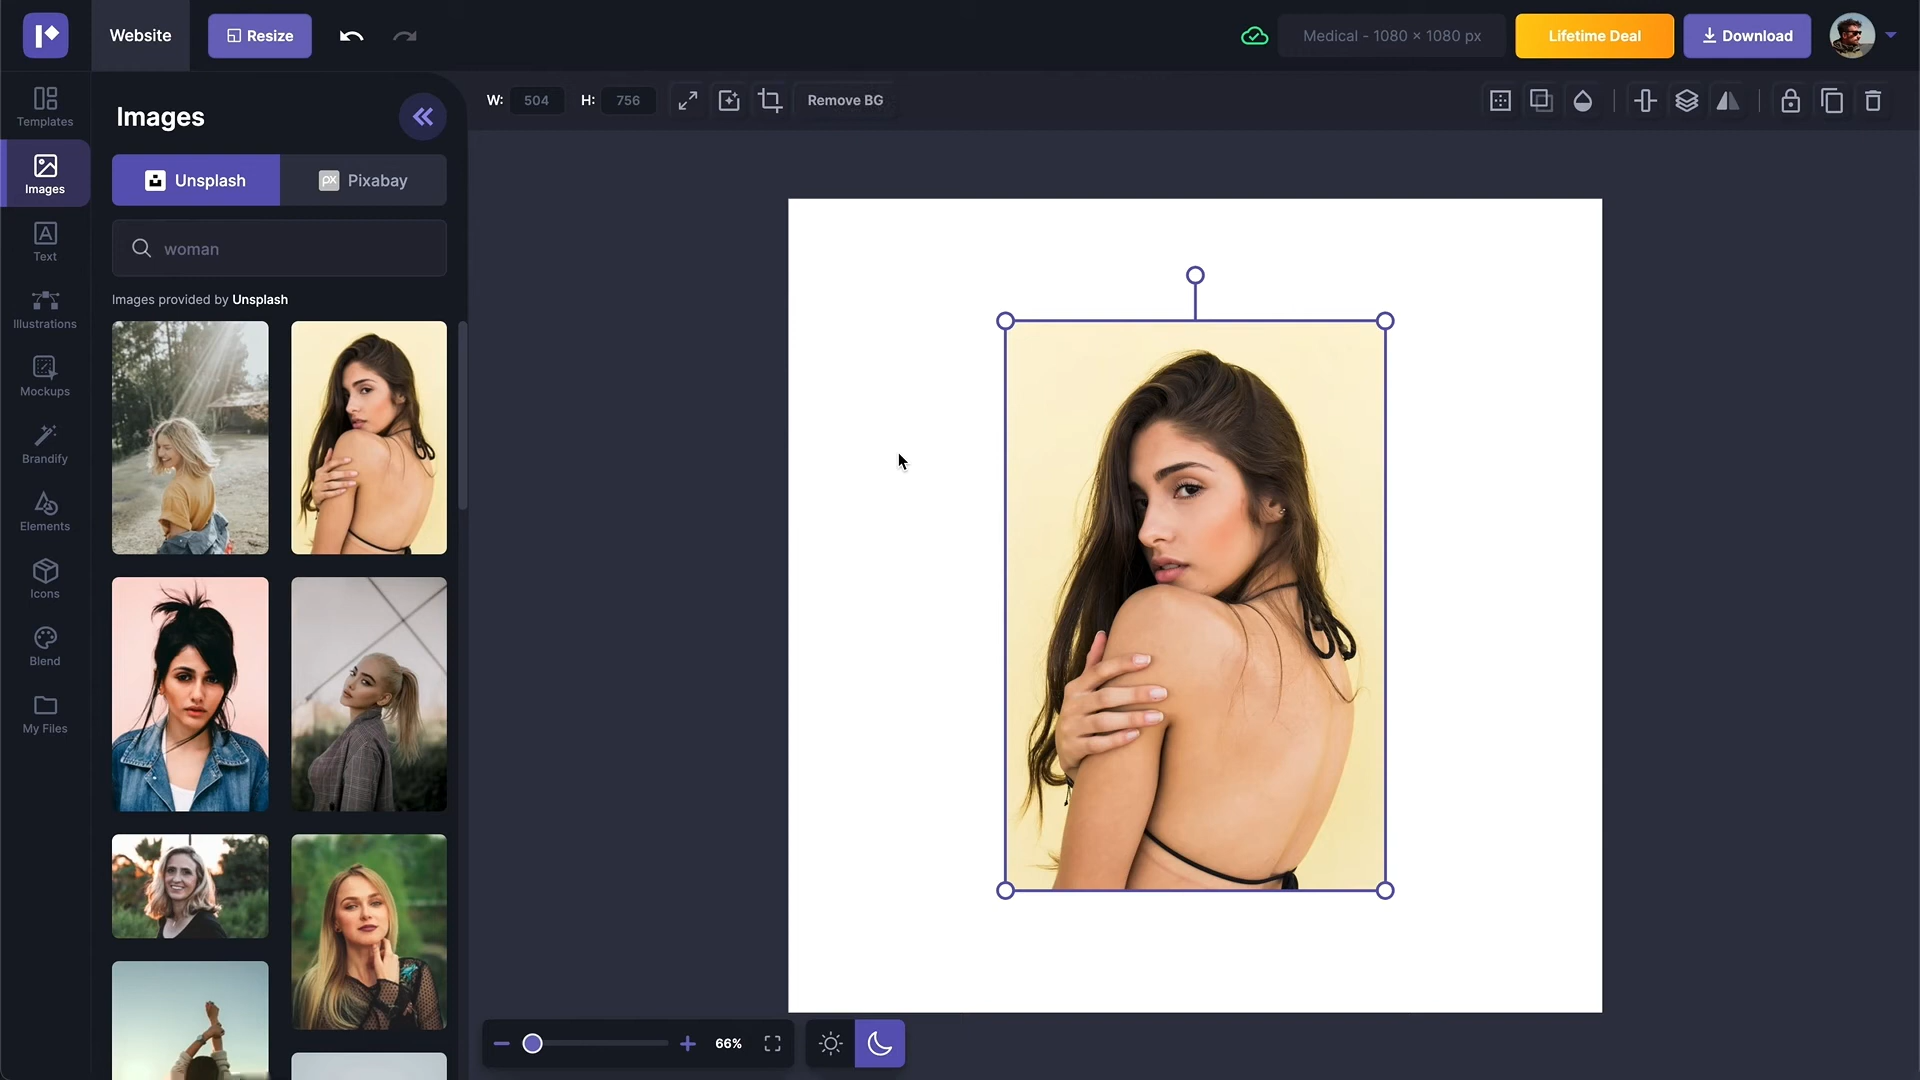 Website
Resize
Medical - 1080 × 1080 px
Lifetime Deal
Download
Templates
Images
Text
Illustrations
Mockups
Brandify
Elements
Icons
Blend
My Files
Images
Unsplash
px Pixabay
woman
Images provided by Unsplash
W: 504 H: 756 Remove BG
66%